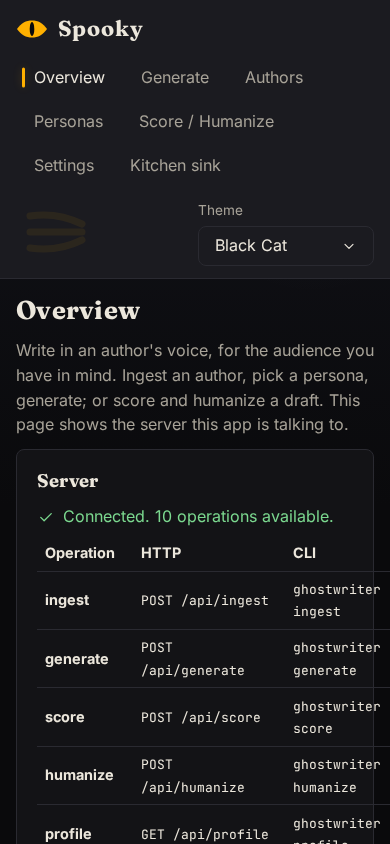 Spooky
Overview Generate Authors
Personas Score / Humanize
Settings Kitchen sink
Theme
Black Cat
Overview
Write in an author's voice, for the audience you
have in mind. Ingest an author, pick a persona,
generate; or score and humanize a draft. This
page shows the server this app is talking to.
Server
Connected. 10 operations available.
Operation HTTP CLI
ingest POST /api/ingest ghostwriter
ingest
generate POST ghostwriter
/api/generate generate
score POST /api/score ghostwriter
score
humanize POST ghostwriter
/api/humanize humanize
profile GET /api/profile ghostwriter
profile